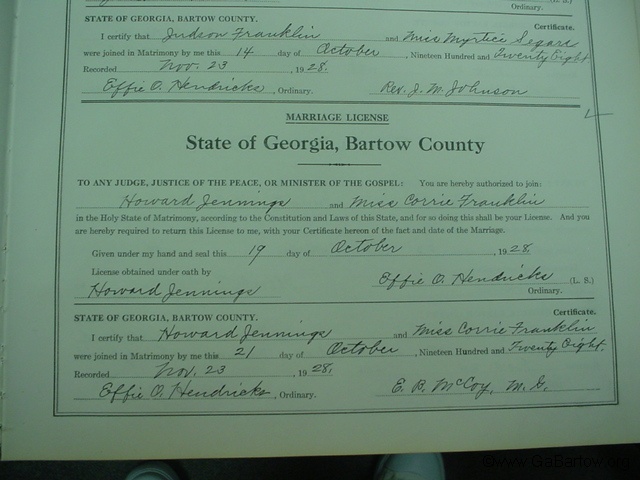 Ordinary.
STATE OF GEORGIA, BARTOW COUNTY. Certificate.
I certify that Judson Franklin and Miss Myrtice Segars
were joined in Matrimony by me this 14 day of October, Nineteen Hundred and Twenty Eight
Recorded Nov. 23, 1928.
Effie O. Hendricks, Ordinary. Rev. J. M. Johnson
MARRIAGE LICENSE
State of Georgia, Bartow County
TO ANY JUDGE, JUSTICE OF THE PEACE, OR MINISTER OF THE GOSPEL: You are hereby authorized to join:
Howard Jennings and Miss Corrie Franklin
in the Holy State of Matrimony, according to the Constitution and Laws of this State, and for so doing this shall be your License. And you
are hereby required to return this License to me, with your Certificate hereon of the fact and date of the Marriage.
Given under my hand and seal this 19 day of October, 1928
License obtained under oath by Effie O. Hendricks (L. S.)
Howard Jennings Ordinary.
STATE OF GEORGIA, BARTOW COUNTY. Certificate.
I certify that Howard Jennings and Miss Corrie Franklin
were joined in Matrimony by me this 21 day of October, Nineteen Hundred and Twenty Eight.
Recorded Nov. 23, 1928.
Effie O. Hendricks, Ordinary. E. B. McCoy, M. G.